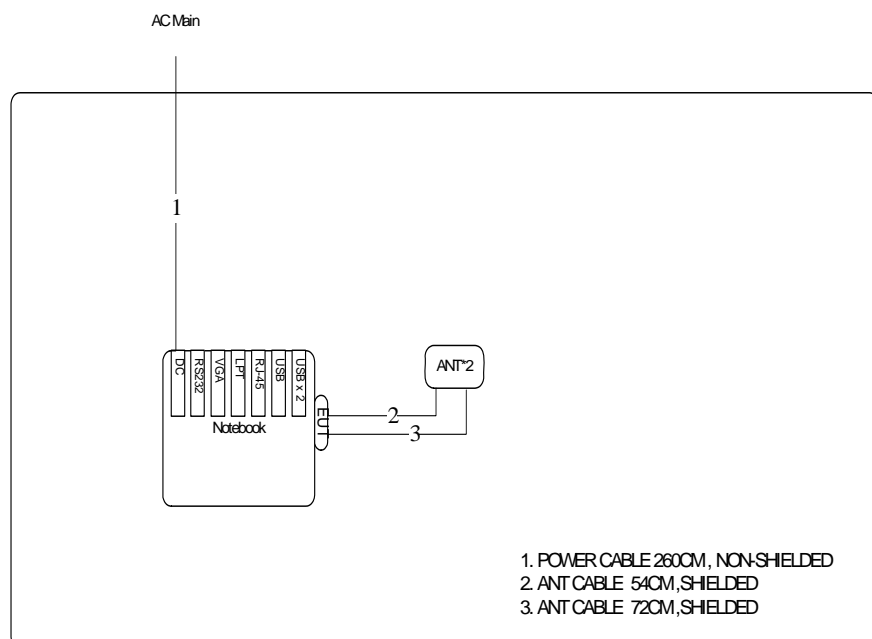 AC Main
1
DC
RS232
VGA
LPT
RJ-45
USB
USB x 2
Notebook
EUT
ANT*2
2
3
1. POWER CABLE 260CM, NON-SHIELDED
2. ANT CABLE 54CM,SHIELDED
3. ANT CABLE 72CM,SHIELDED